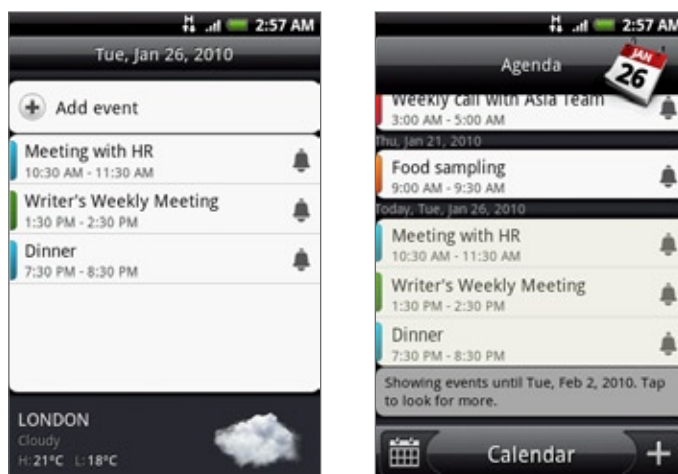 H 2:57 AM
Tue, Jan 26, 2010
Add event
Meeting with HR
10:30 AM - 11:30 AM
Writer's Weekly Meeting
1:30 PM - 2:30 PM
Dinner
7:30 PM - 8:30 PM
LONDON
Cloudy
H:21°C L:18°C
H 2:57 AM
Agenda
JAN
26
Weekly call with Asia Team
3:00 AM - 5:00 AM
Thu, Jan 21, 2010
Food sampling
9:00 AM - 9:30 AM
Today, Tue, Jan 26, 2010
Meeting with HR
10:30 AM - 11:30 AM
Writer's Weekly Meeting
1:30 PM - 2:30 PM
Dinner
7:30 PM - 8:30 PM
Showing events until Tue, Feb 2, 2010. Tap
to look for more.
Calendar